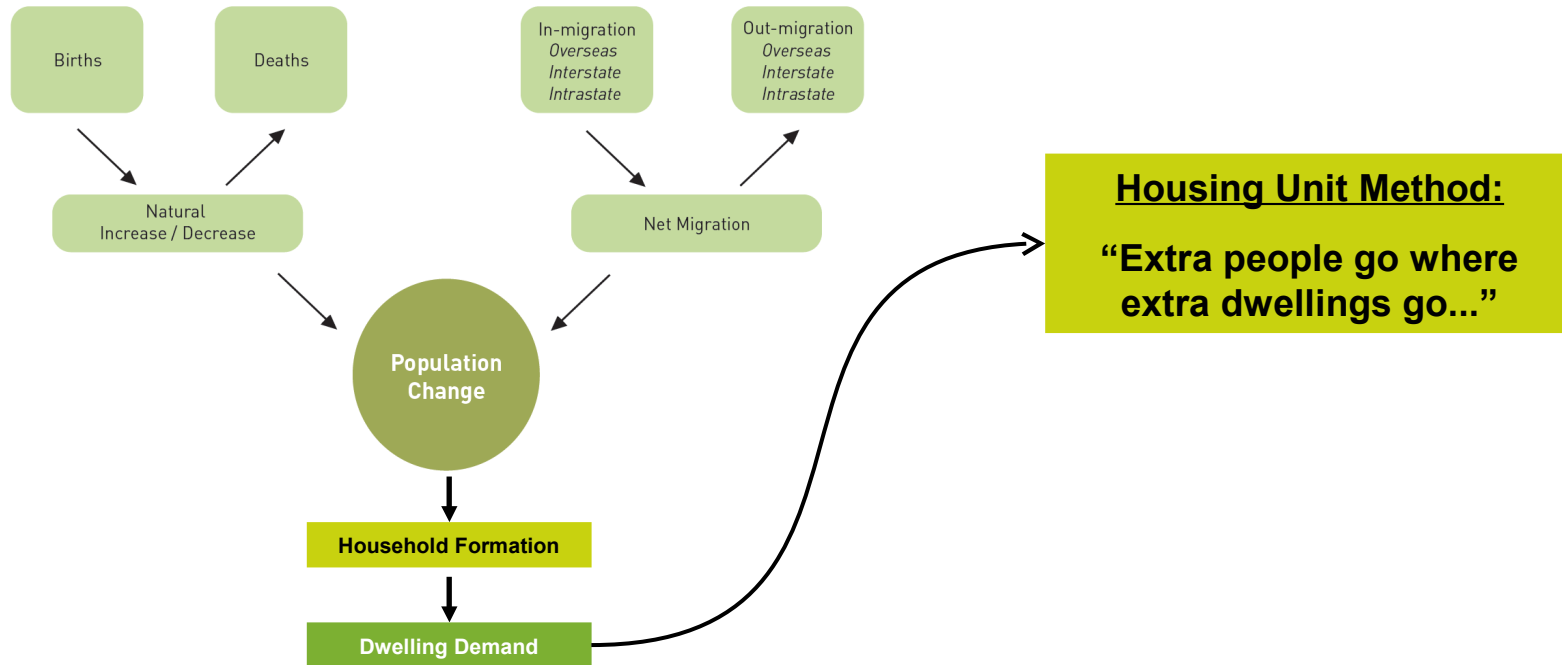 Births
Deaths
In-migration
Overseas
Interstate
Intrastate
Out-migration
Overseas
Interstate
Intrastate
Natural
Increase / Decrease
Net Migration
Population
Change
Household Formation
Dwelling Demand
Housing Unit Method:
“Extra people go where
extra dwellings go...”